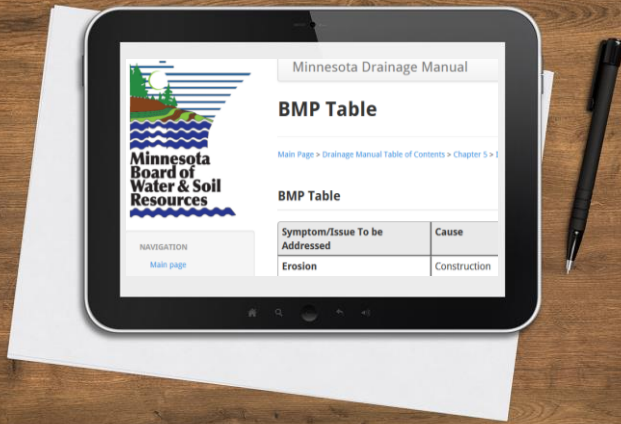 Minnesota Drainage Manual
BMP Table
Minnesota
Board of
Water & Soil
Resources
Main Page > Drainage Manual Table of Contents > Chapter 5 >
BMP Table
NAVIGATION
Main page
Symptom/Issue To be
Addressed
Cause
Erosion
Construction